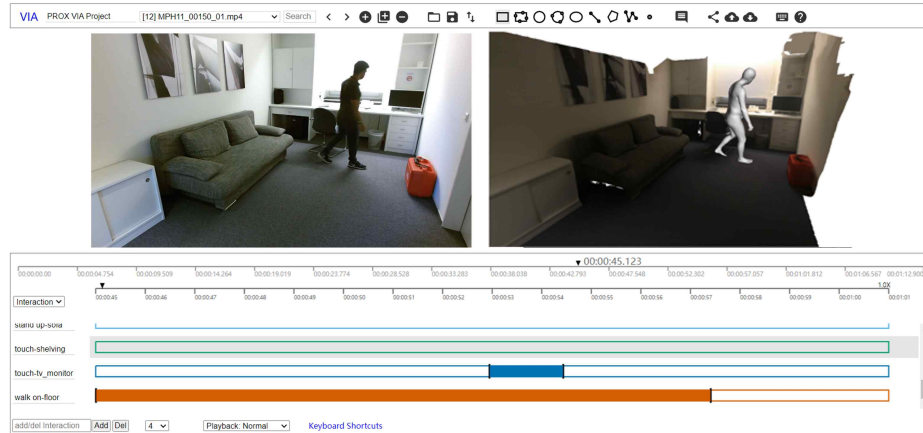 VIA PROX VIA Project [12] MPH11_00150_01.mp4 Search
00:00:45.123
00:00:00.00 00:00:04.754 00:00:09.509 00:00:14.264 00:00:19.019 00:00:23.774 00:00:28.528 00:00:33.283 00:00:38.038 00:00:42.793 00:00:47.548 00:00:52.302 00:00:57.057 00:01:01.812 00:01:06.567 00:01:12.900
1.0X
Interaction 00:00:45 00:00:46 00:00:47 00:00:48 00:00:49 00:00:50 00:00:51 00:00:52 00:00:53 00:00:54 00:00:55 00:00:56 00:00:57 00:00:58 00:00:59 00:01:00 00:01:01
stand up-sofa
touch-shelving
touch-tv_monitor
walk on-floor
add/del Interaction Add Del 4 Playback: Normal Keyboard Shortcuts